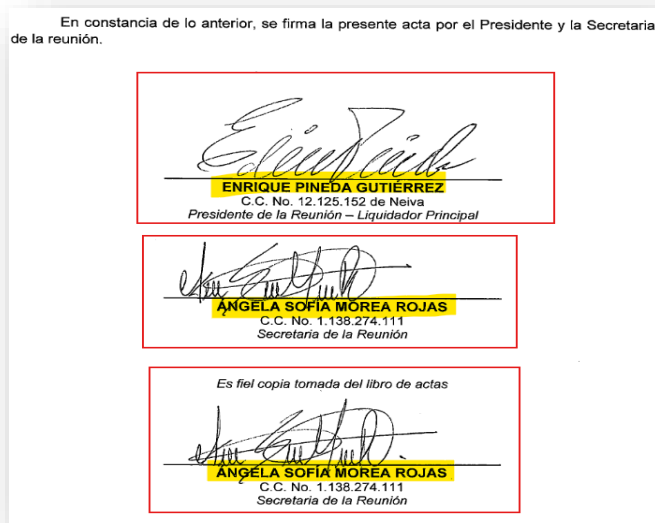 En constancia de lo anterior, se firma la presente acta por el Presidente y la Secretaria
de la reunión.
ENRIQUE PINEDA GUTIÉRREZ
C.C. No. 12.125.152 de Neiva
Presidente de la Reunión – Liquidador Principal
ÁNGELA SOFÍA MOREA ROJAS
C.C. No. 1.138.274.111
Secretaria de la Reunión
Es fiel copia tomada del libro de actas
ÁNGELA SOFÍA MOREA ROJAS
C.C. No. 1.138.274.111
Secretaria de la Reunión